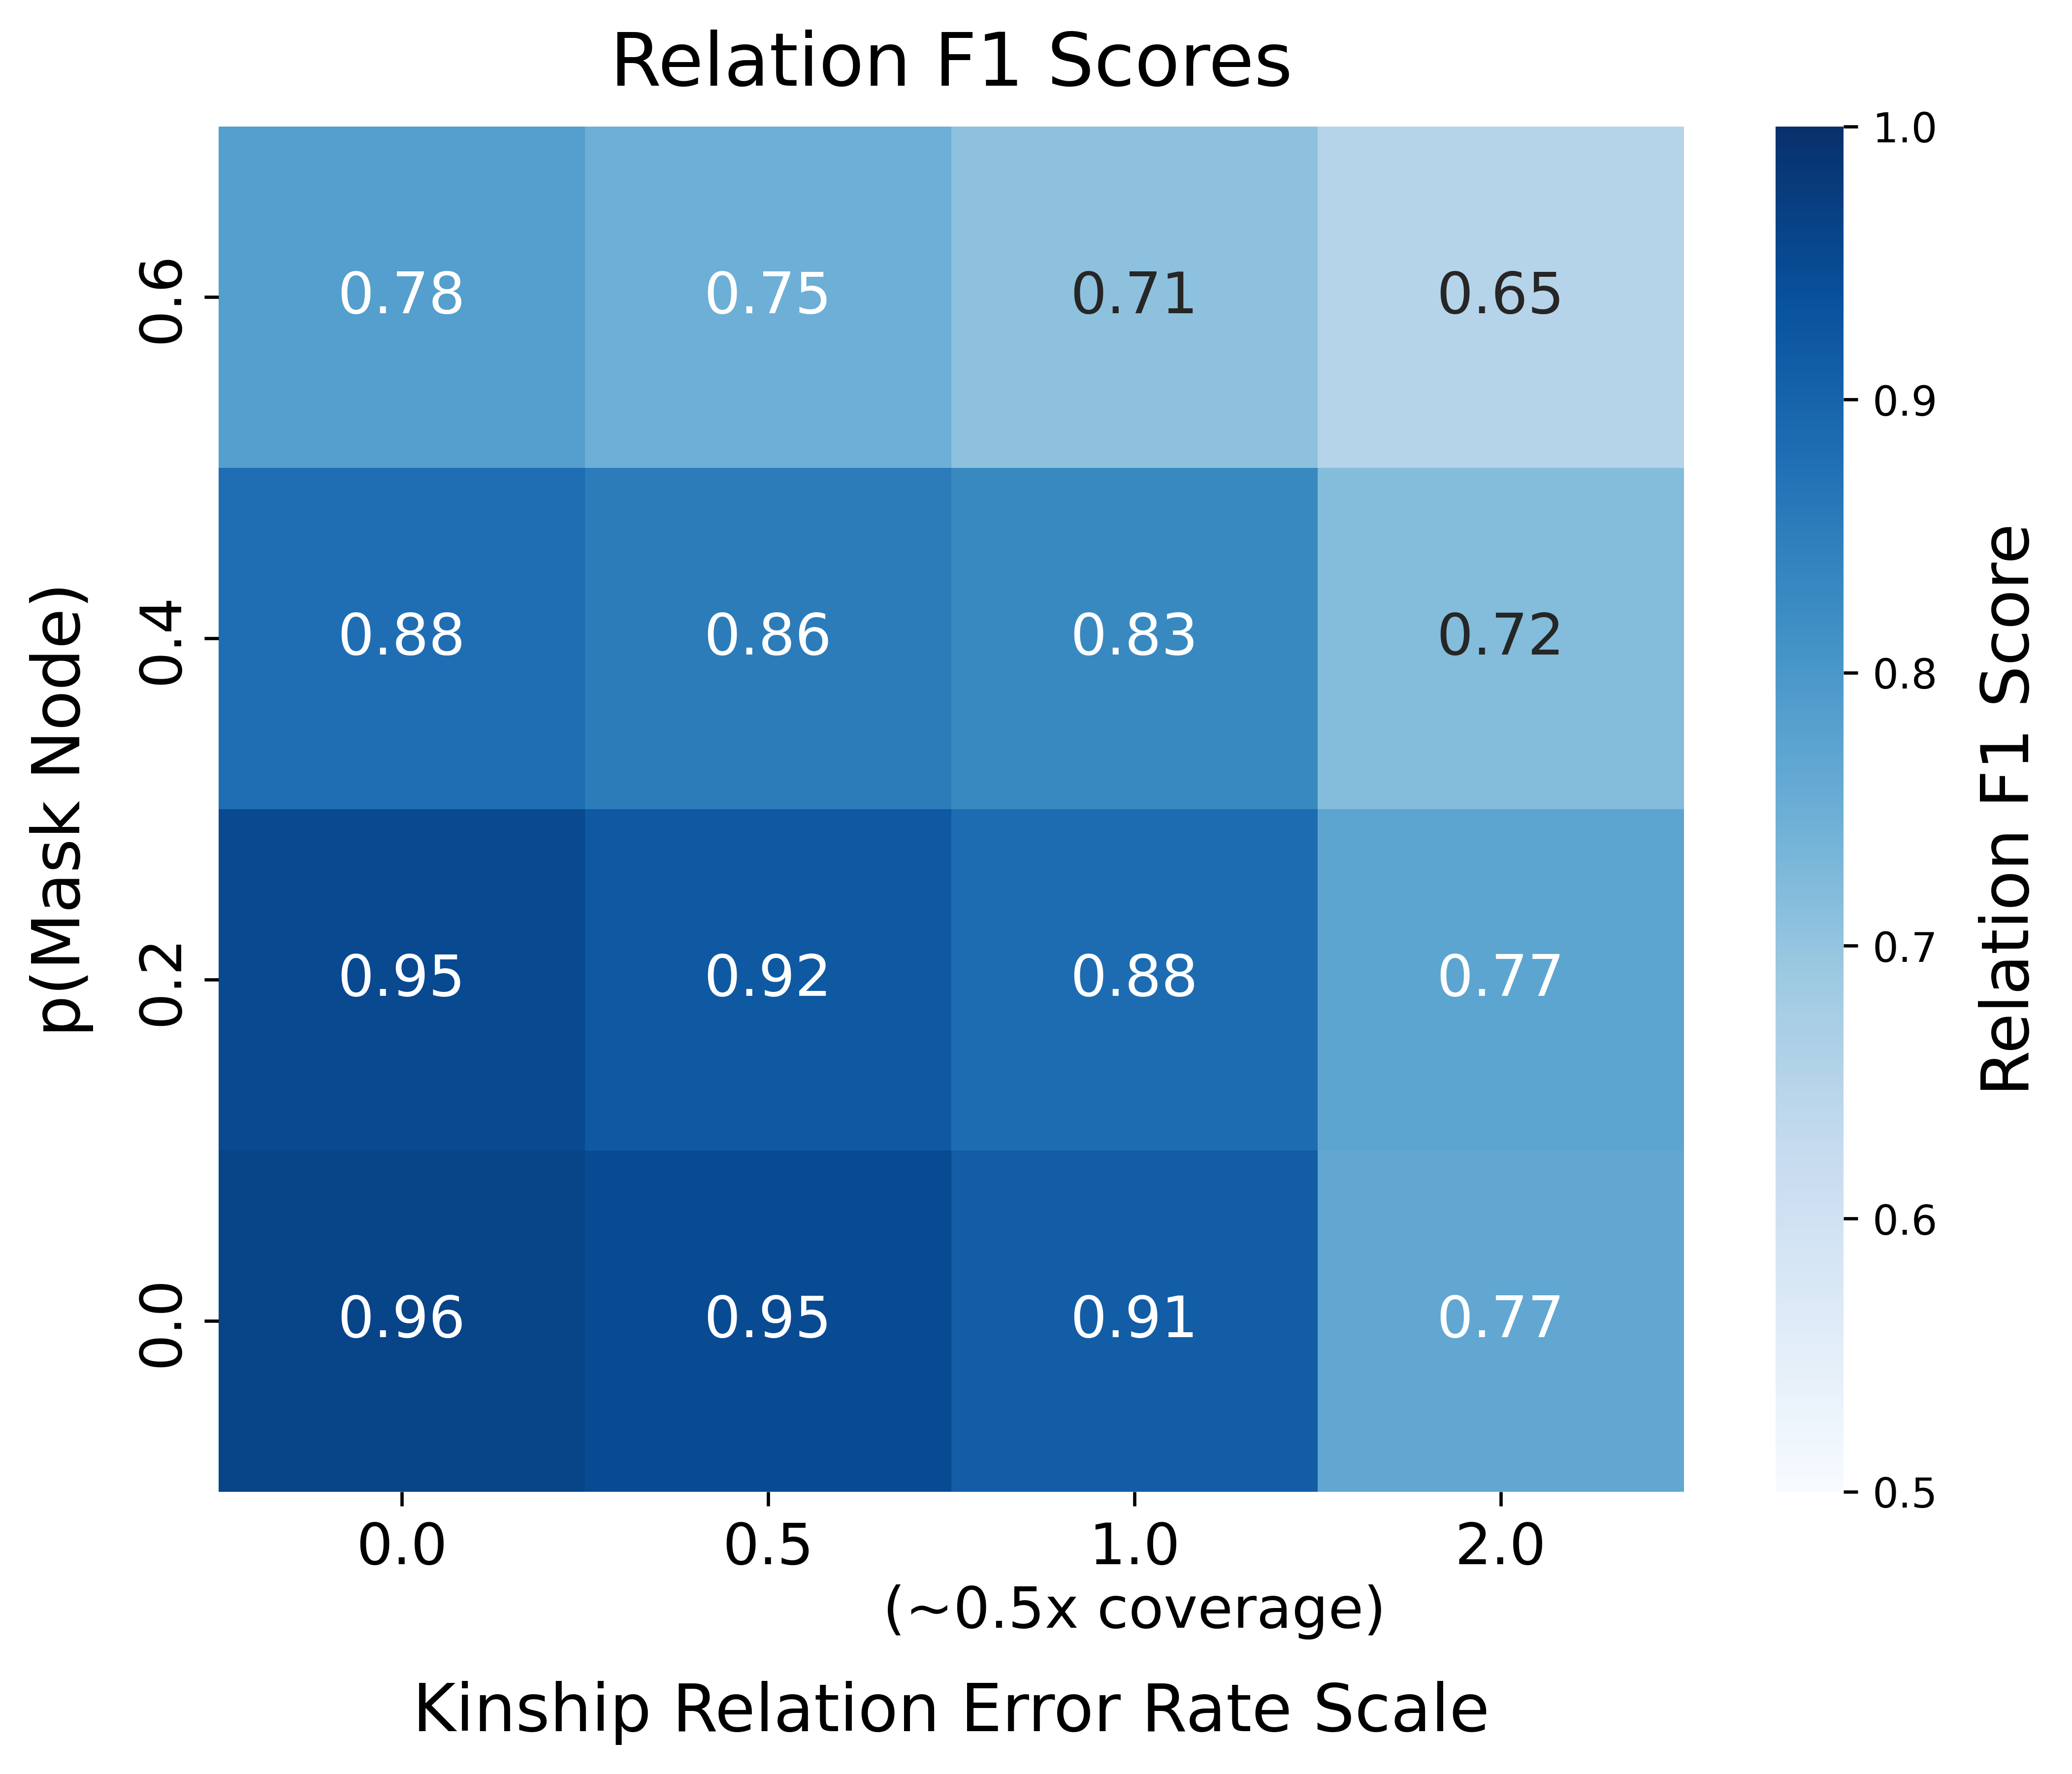 Relation F1 Scores
p(Mask Node)
0.6
0.78 0.75 0.71 0.65
0.4
0.88 0.86 0.83 0.72
0.2
0.95 0.92 0.88 0.77
0.0
0.96 0.95 0.91 0.77
0.0 0.5 1.0 2.0
(~0.5x coverage)
Kinship Relation Error Rate Scale
1.0
0.9
0.8
0.7
0.6
0.5
Relation F1 Score